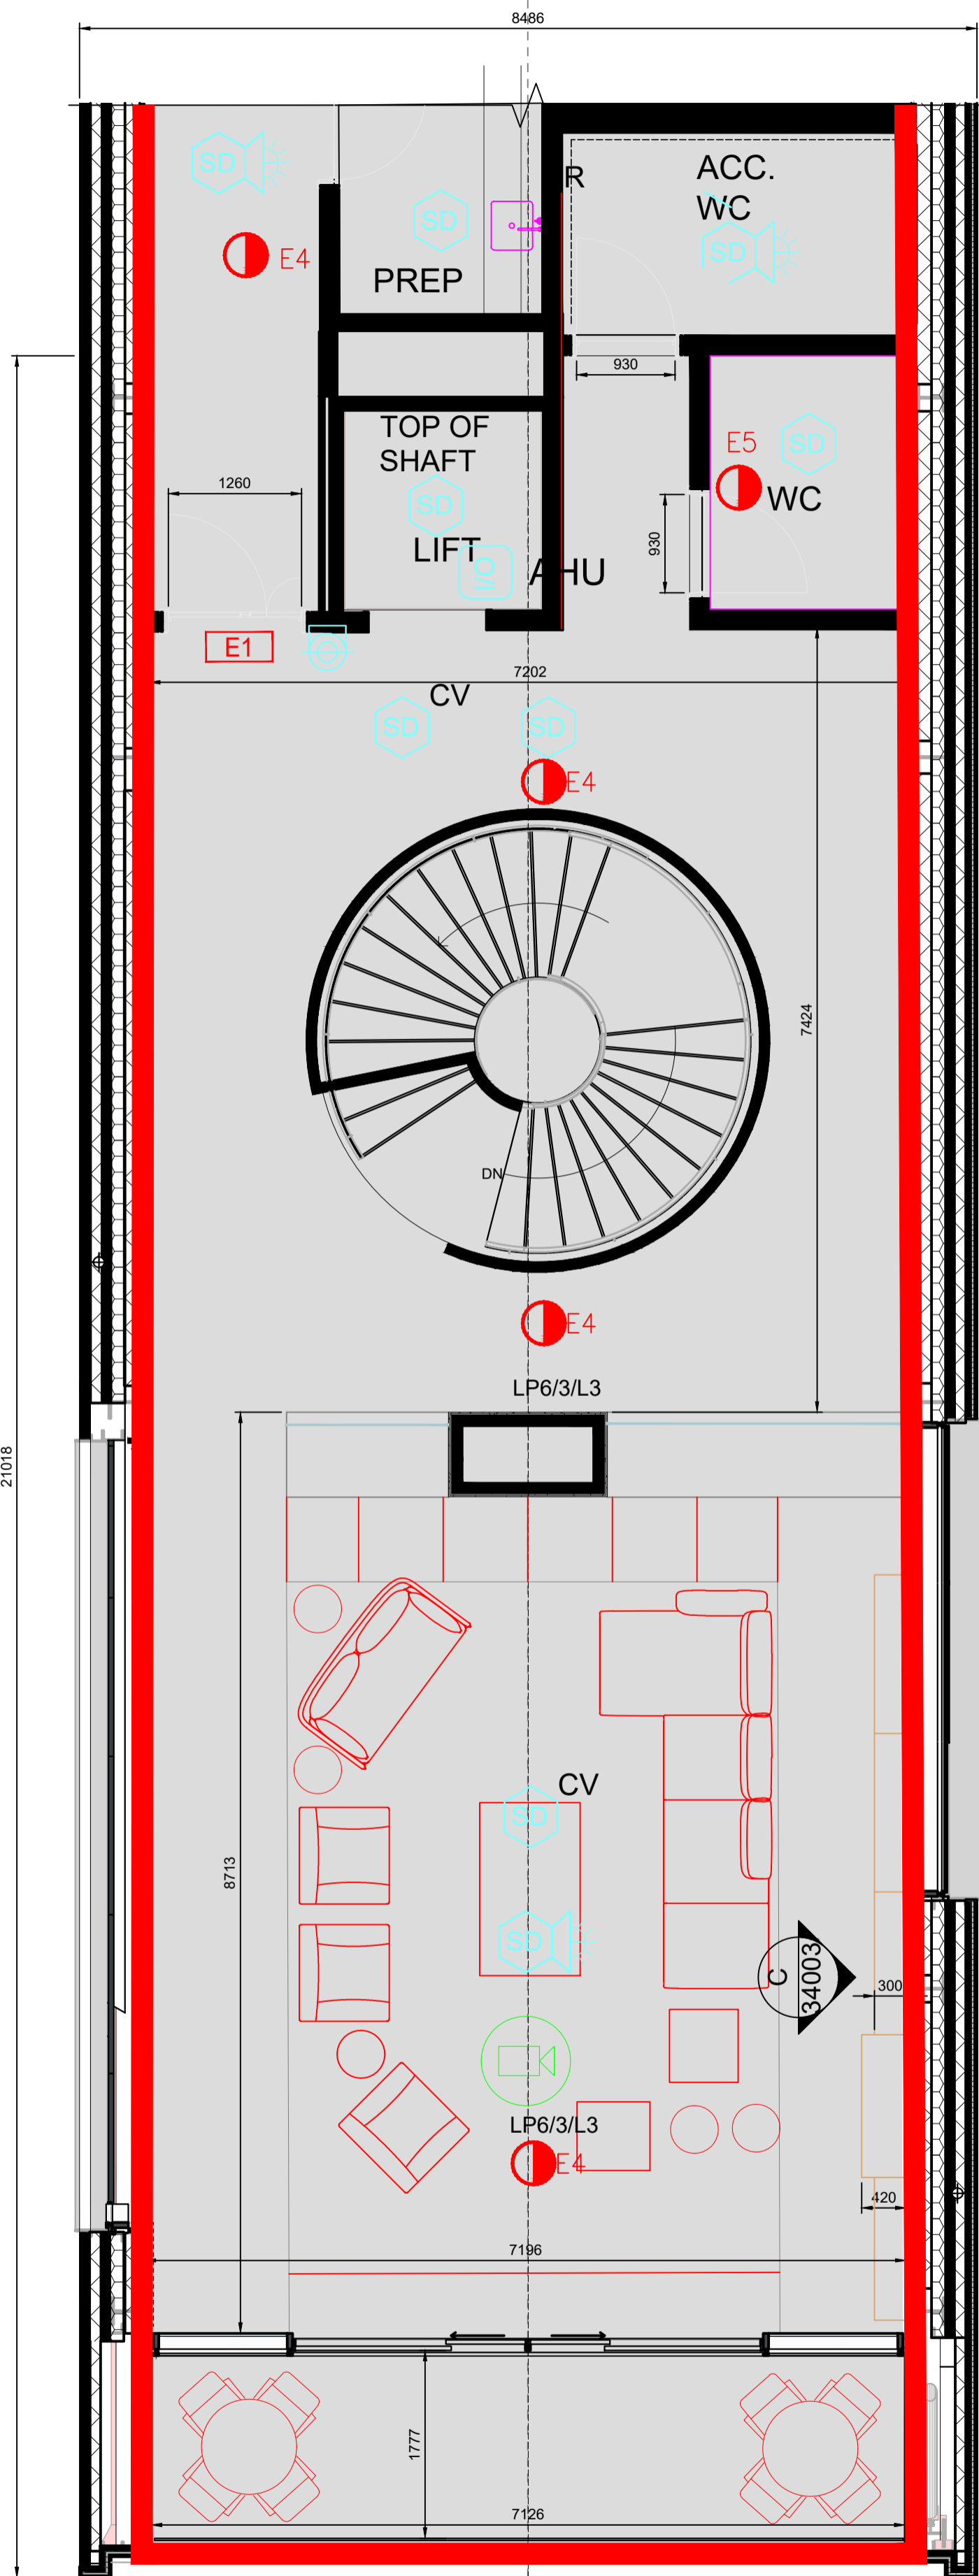 8486
SD
E4
SD
PREP
R
ACC.
WC
SD
930
TOP OF
SHAFT
SD
LIFT
I/O
AHU
E5
SD
WC
930
1260
E1
7202
CV
SD
SD
E4
7424
DN
E4
LP6/3/L3
21018
8713
CV
SD
SD
C
34003
300
LP6/3/L3
E4
420
7196
1777
7126